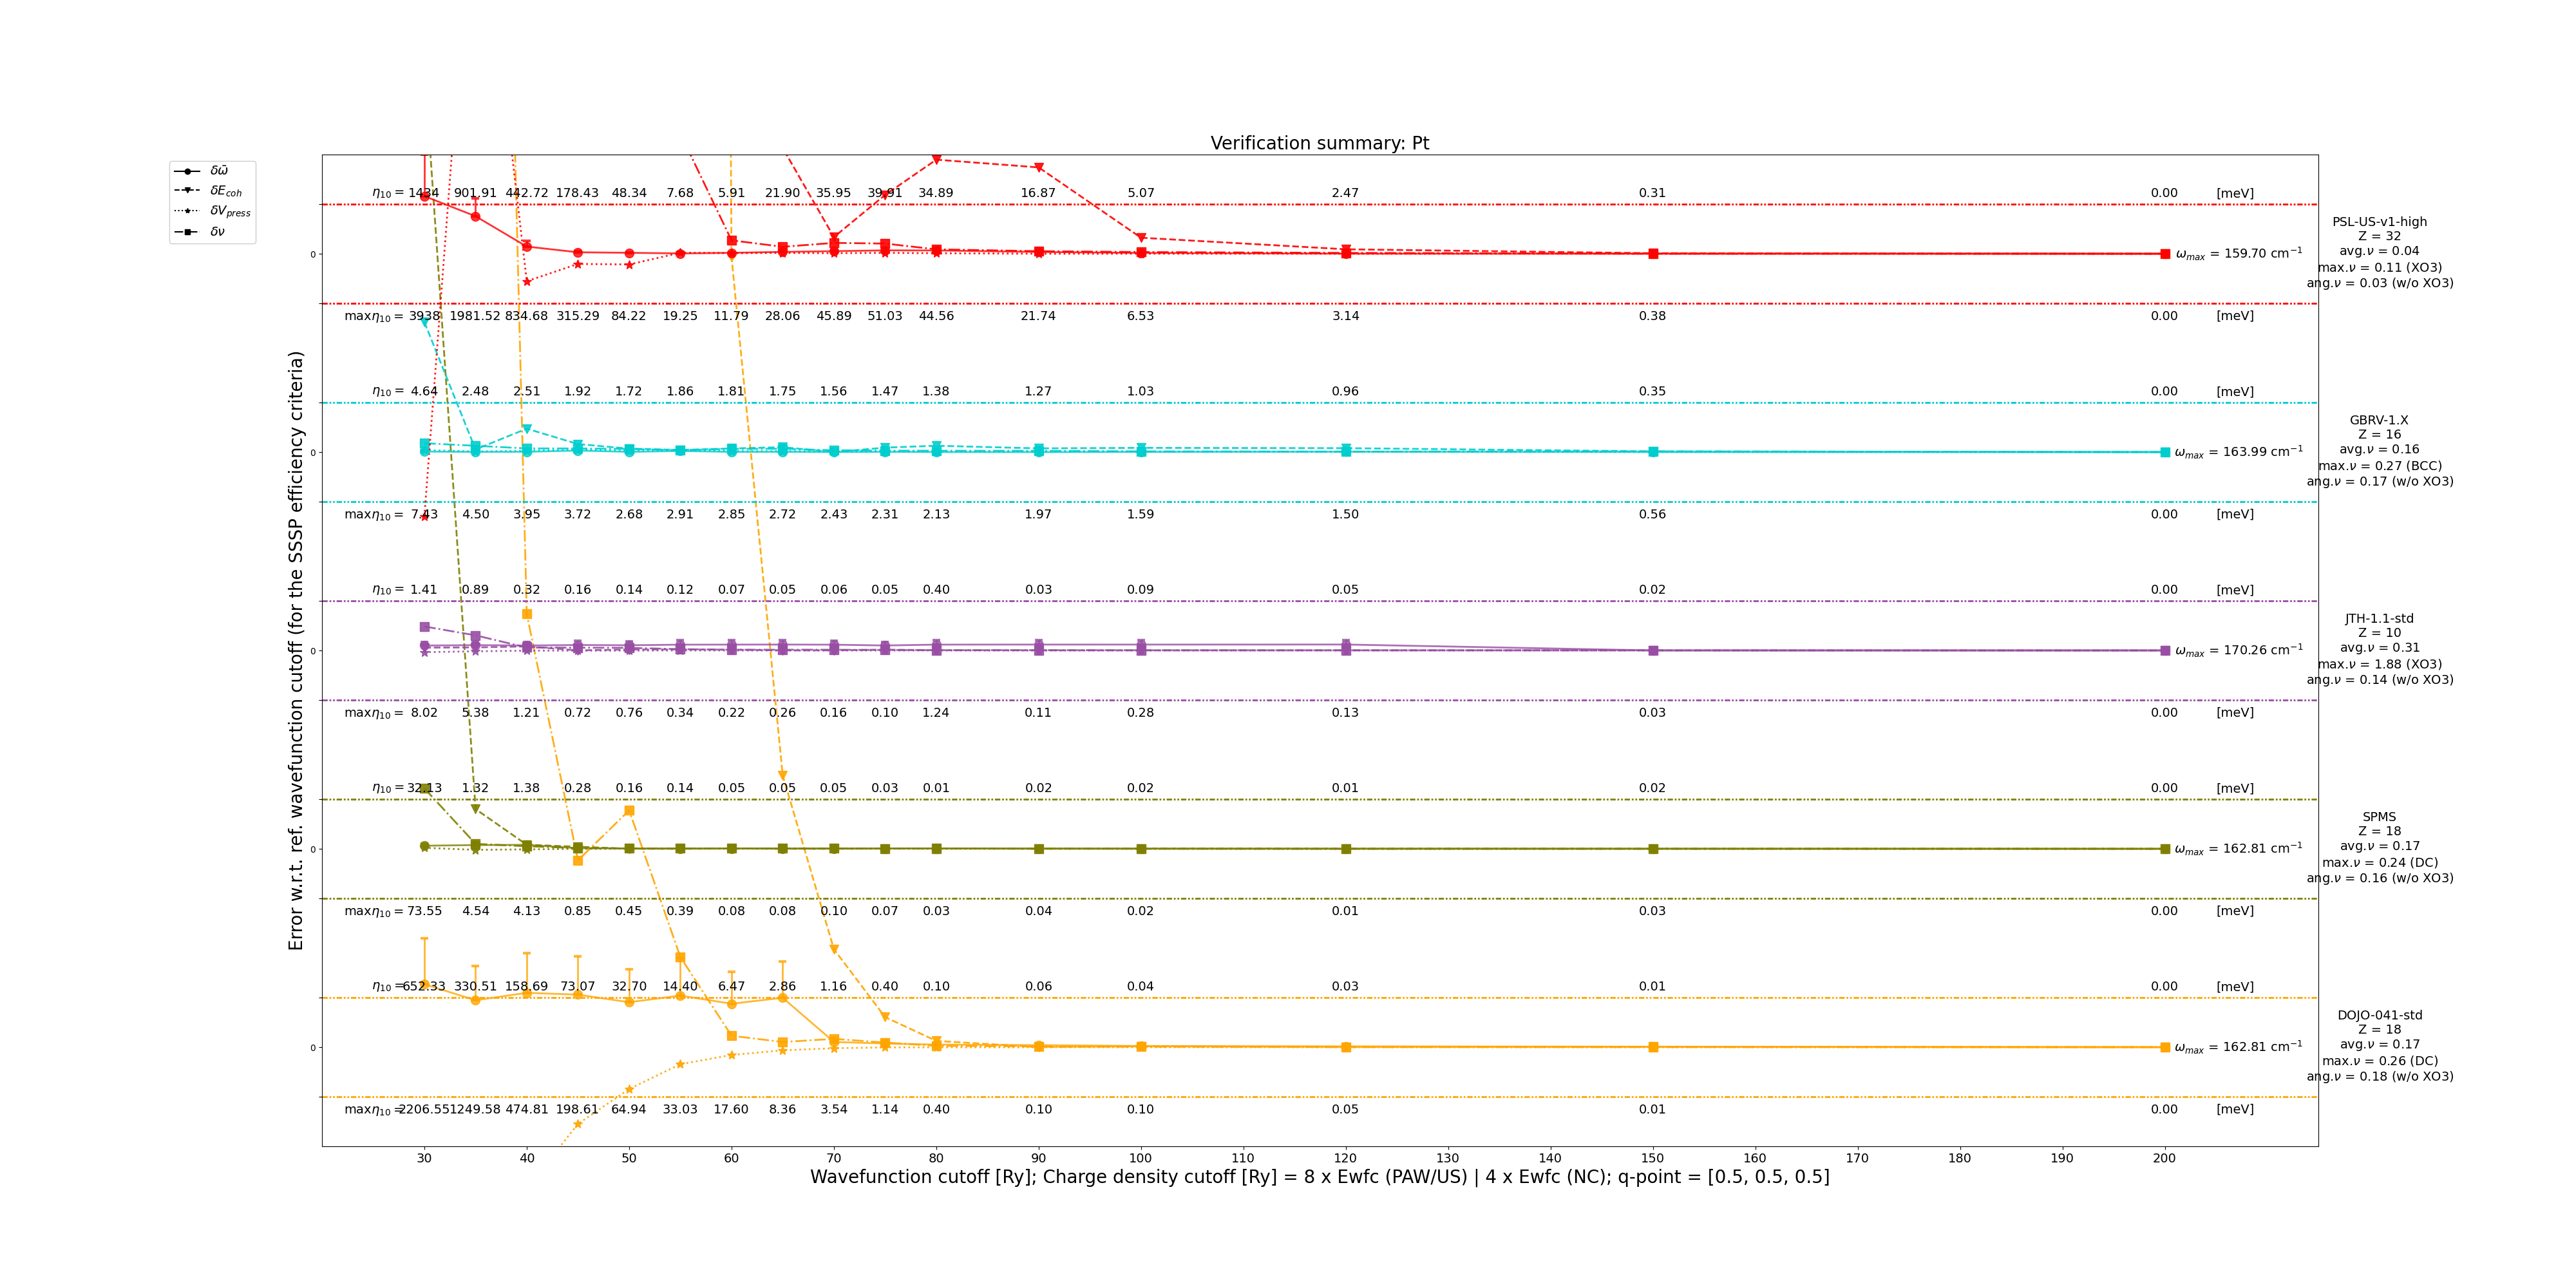 Verification summary: Pt
δω̄
δE_coh
δV_press
δν
Error w.r.t. ref. wavefunction cutoff (for the SSSP efficiency criteria)
η₁₀ = 1434 901.91 442.72 178.43 48.34 7.68 5.91 21.90 35.95 39.91 34.89 16.87 5.07 2.47 0.31 0.00 [meV]
0
ω_max = 159.70 cm⁻¹
PSL-US-v1-high
Z = 32
avg.ν = 0.04
max.ν = 0.11 (XO3)
ang.ν = 0.03 (w/o XO3)
maxη₁₀ = 3938 1981.52 834.68 315.29 84.22 19.25 11.79 28.06 45.89 51.03 44.56 21.74 6.53 3.14 0.38 0.00 [meV]
η₁₀ = 4.64 2.48 2.51 1.92 1.72 1.86 1.81 1.75 1.56 1.47 1.38 1.27 1.03 0.96 0.35 0.00 [meV]
0
ω_max = 163.99 cm⁻¹
GBRV-1.X
Z = 16
avg.ν = 0.16
max.ν = 0.27 (BCC)
ang.ν = 0.17 (w/o XO3)
maxη₁₀ = 7.43 4.50 3.95 3.72 2.68 2.91 2.85 2.72 2.43 2.31 2.13 1.97 1.59 1.50 0.56 0.00 [meV]
η₁₀ = 1.41 0.89 0.32 0.16 0.14 0.12 0.07 0.05 0.06 0.05 0.40 0.03 0.09 0.05 0.02 0.00 [meV]
0
ω_max = 170.26 cm⁻¹
JTH-1.1-std
Z = 10
avg.ν = 0.31
max.ν = 1.88 (XO3)
ang.ν = 0.14 (w/o XO3)
maxη₁₀ = 8.02 5.38 1.21 0.72 0.76 0.34 0.22 0.26 0.16 0.10 1.24 0.11 0.28 0.13 0.03 0.00 [meV]
η₁₀ = 32.13 1.32 1.38 0.28 0.16 0.14 0.05 0.05 0.05 0.03 0.01 0.02 0.02 0.01 0.02 0.00 [meV]
0
ω_max = 162.81 cm⁻¹
SPMS
Z = 18
avg.ν = 0.17
max.ν = 0.24 (DC)
ang.ν = 0.16 (w/o XO3)
maxη₁₀ = 73.55 4.54 4.13 0.85 0.45 0.39 0.08 0.08 0.10 0.07 0.03 0.04 0.02 0.01 0.03 0.00 [meV]
η₁₀ = 652.33 330.51 158.69 73.07 32.70 14.40 6.47 2.86 1.16 0.40 0.10 0.06 0.04 0.03 0.01 0.00 [meV]
0
ω_max = 162.81 cm⁻¹
DOJO-041-std
Z = 18
avg.ν = 0.17
max.ν = 0.26 (DC)
ang.ν = 0.18 (w/o XO3)
maxη₁₀ = 2206.55 1249.58 474.81 198.61 64.94 33.03 17.60 8.36 3.54 1.14 0.40 0.10 0.10 0.05 0.01 0.00 [meV]
30 40 50 60 70 80 90 100 110 120 130 140 150 160 170 180 190 200
Wavefunction cutoff [Ry]; Charge density cutoff [Ry] = 8 x Ewfc (PAW/US) | 4 x Ewfc (NC); q-point = [0.5, 0.5, 0.5]